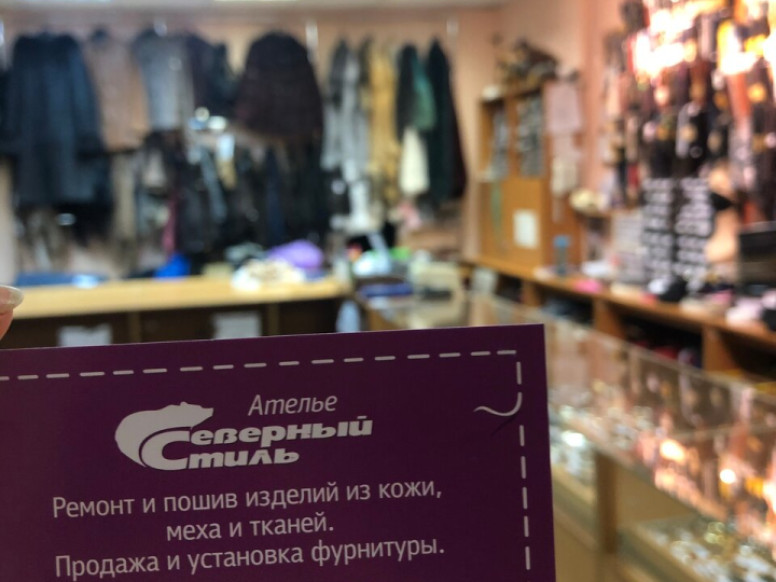 Ателье
Северный
Стиль
Ремонт и пошив изделий из кожи,
меха и тканей.
Продажа и установка фурнитуры.